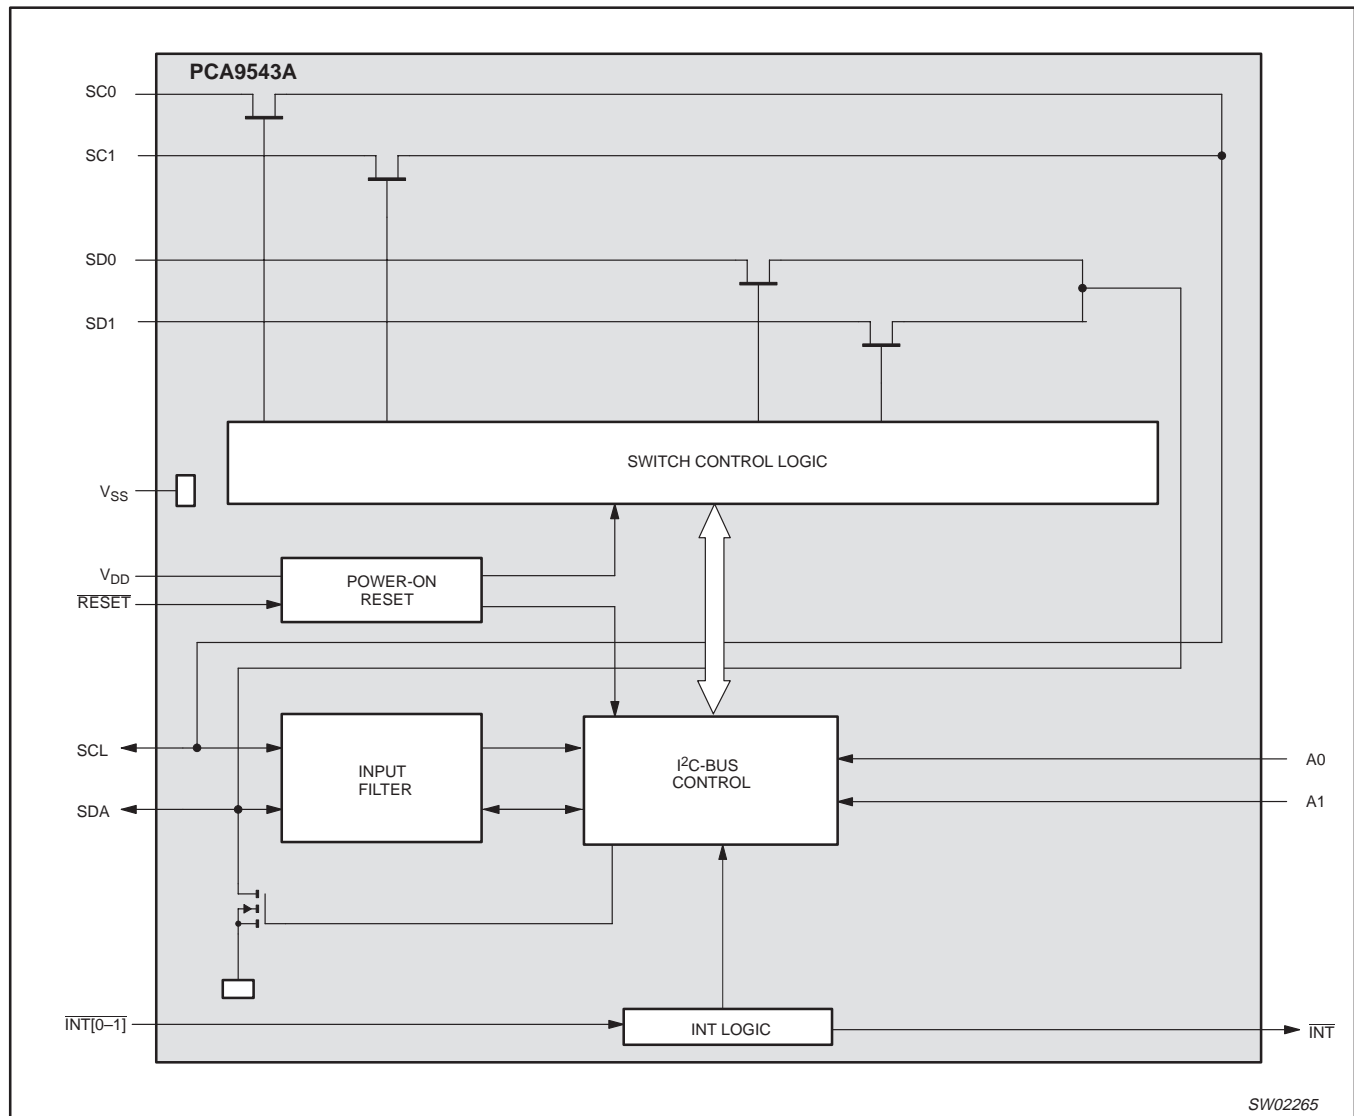 PCA9543A
SC0
SC1
SD0
SD1
SWITCH CONTROL LOGIC
VSS
VDD
POWER-ON
RESET
RESET
SCL
SDA
INPUT
FILTER
I2C-BUS
CONTROL
A0
A1
INT[0–1]
INT LOGIC
INT
SW02265